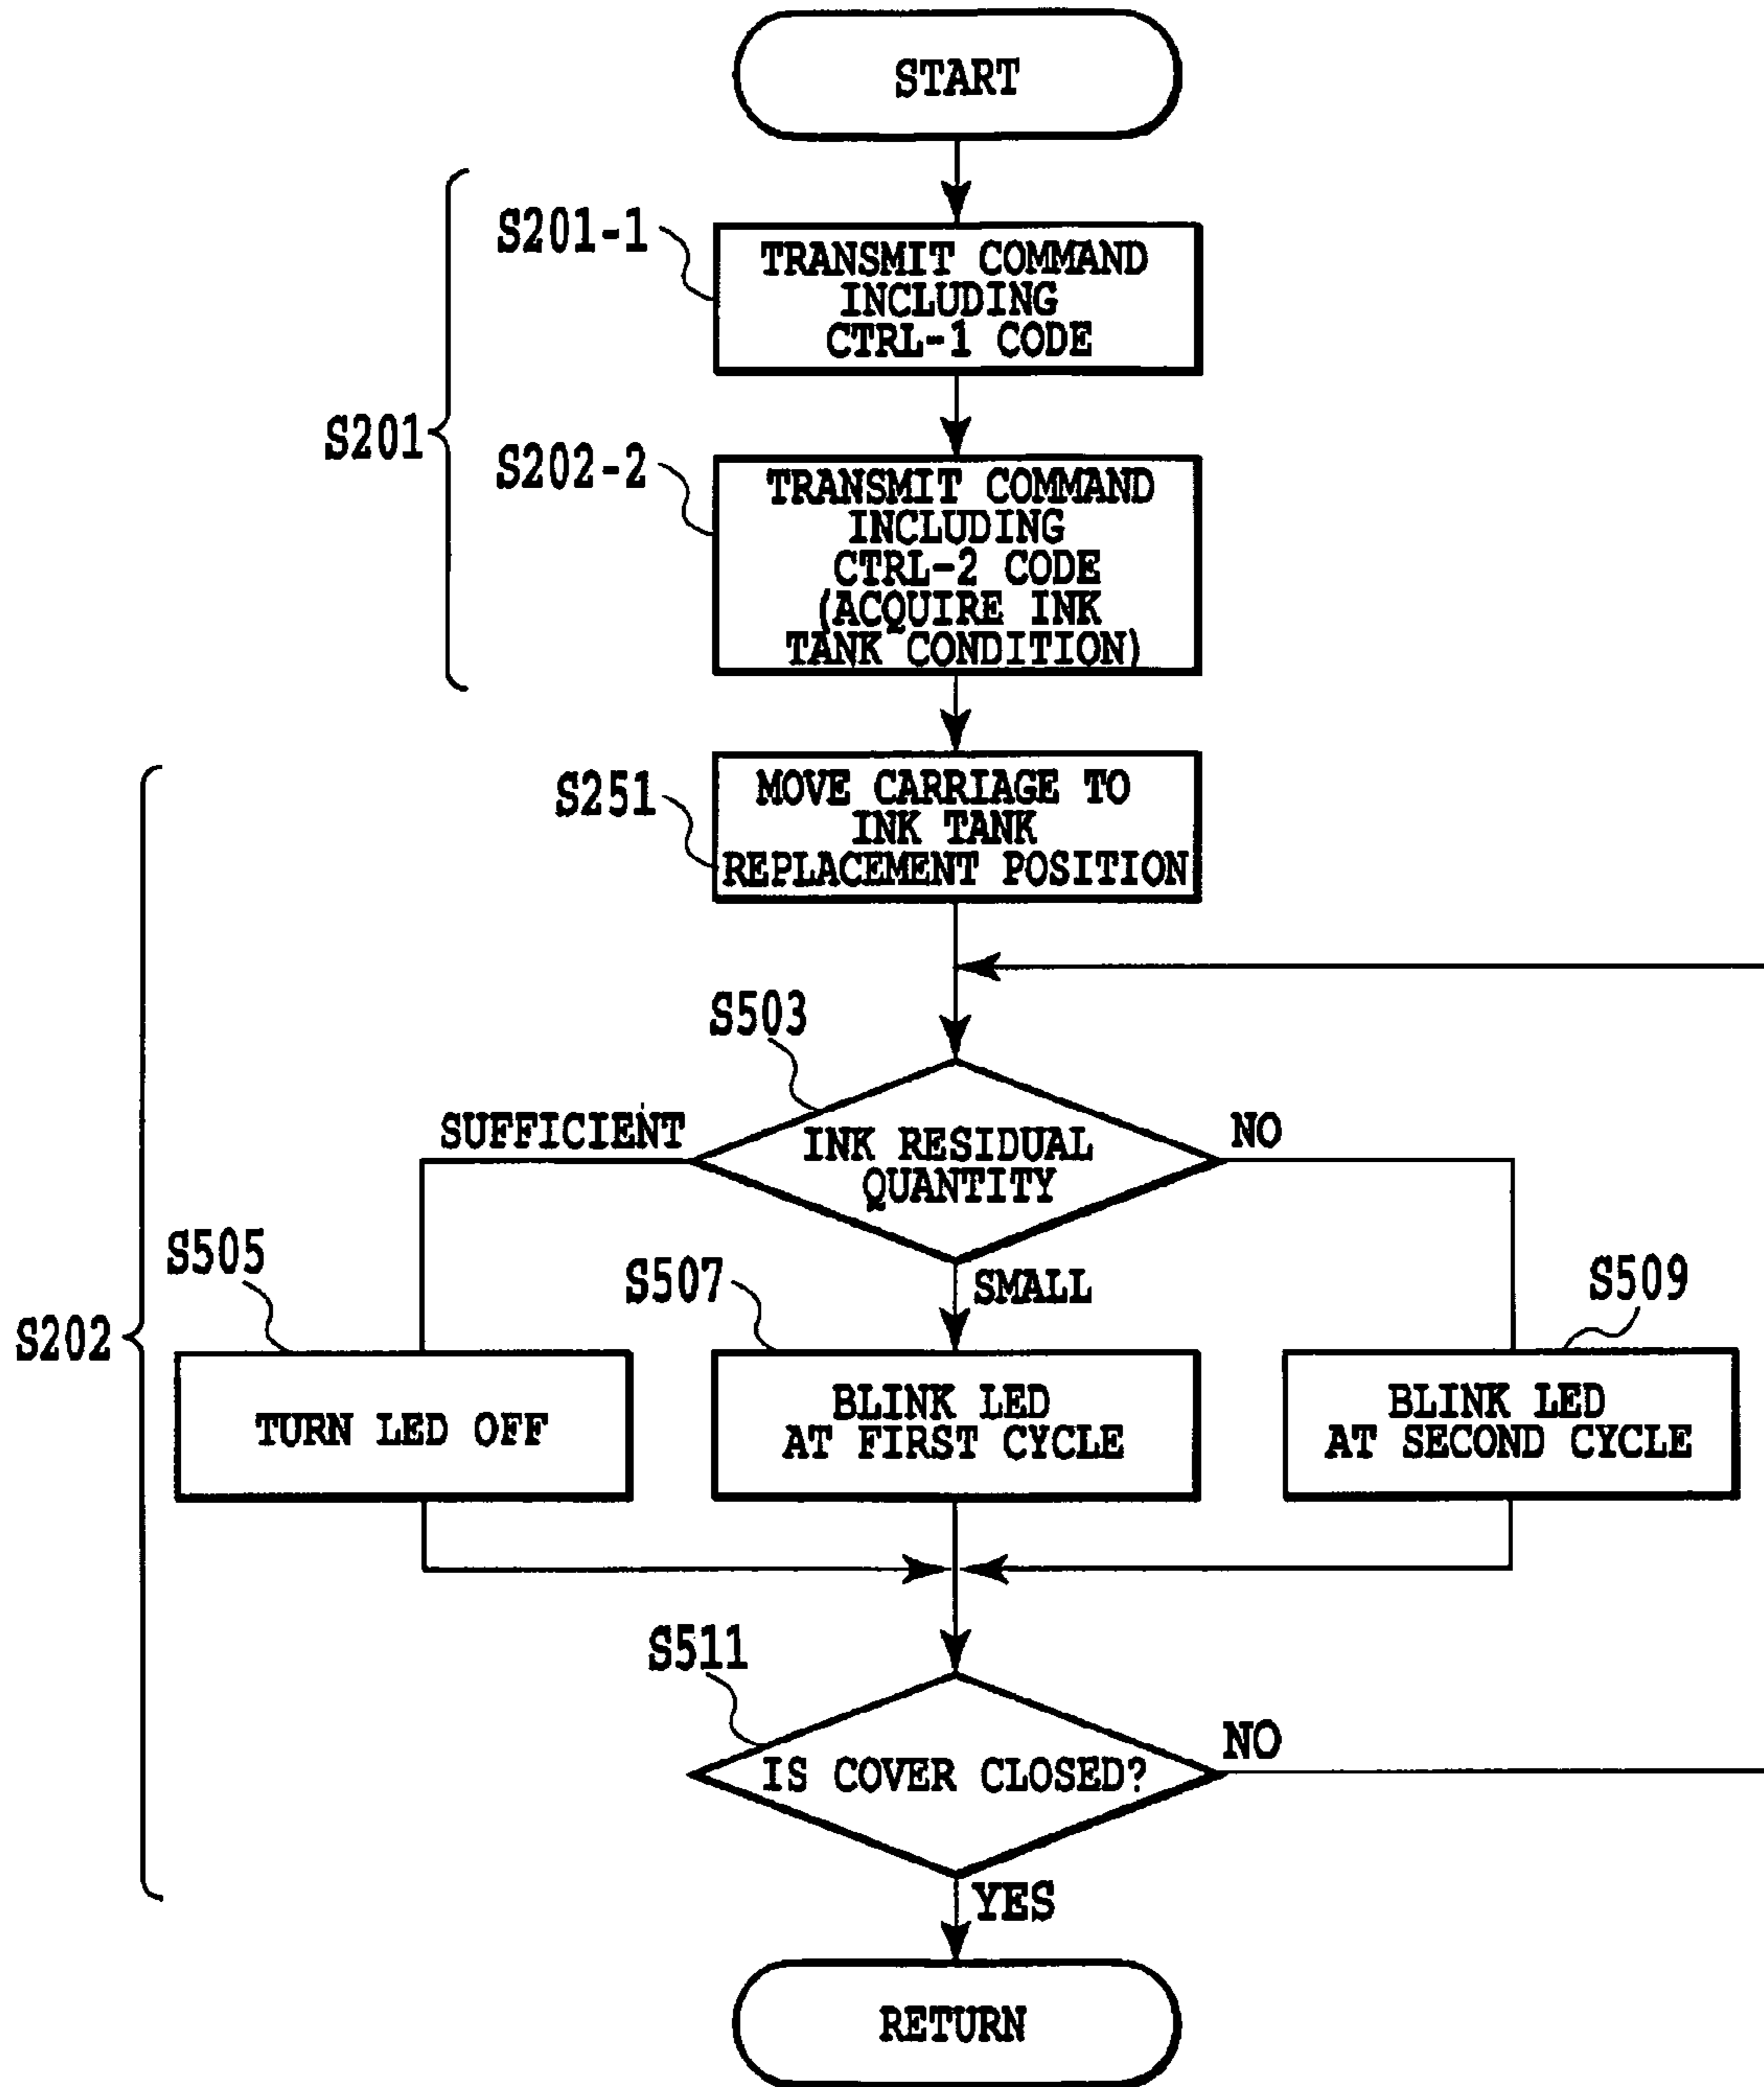 START
S201-1
TRANSMIT COMMAND
INCLUDING
CTRL-1 CODE
S201
S202-2
TRANSMIT COMMAND
INCLUDING
CTRL-2 CODE
(ACQUIRE INK
TANK CONDITION)
S251
MOVE CARRIAGE TO
INK TANK
REPLACEMENT POSITION
S503
SUFFICIENT
INK RESIDUAL
QUANTITY
NO
SMALL
S202
S505
TURN LED OFF
S507
BLINK LED
AT FIRST CYCLE
S509
BLINK LED
AT SECOND CYCLE
S511
IS COVER CLOSED?
NO
YES
RETURN